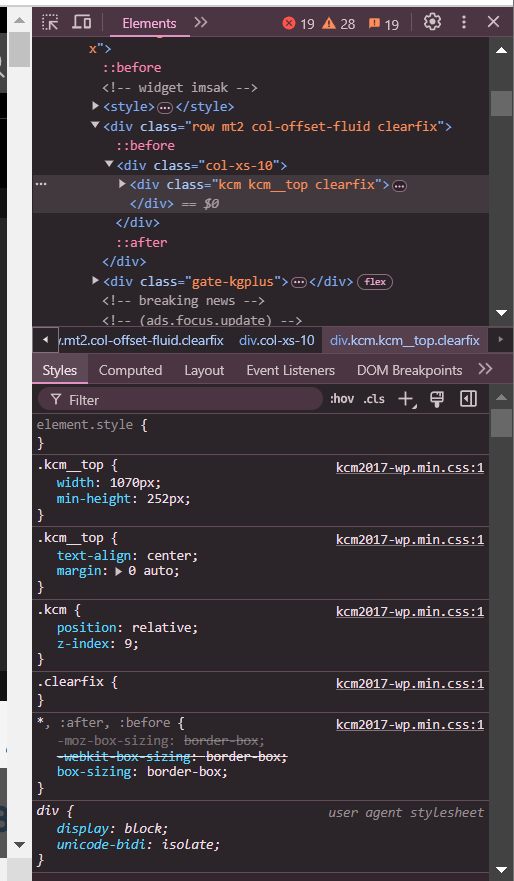 Elements 19 28 19
x">
::before
<!-- widget imsak -->
<style>…</style>
<div class="row mt2 col-offset-fluid clearfix">
::before
<div class="col-xs-10">
… <div class="kcm kcm__top clearfix">…
</div> == $0
</div>
::after
</div>
<div class="gate-kgplus">…</div> flex
<!-- breaking news -->
<!-- (ads.focus.update) -->
.mt2.col-offset-fluid.clearfix div.col-xs-10 div.kcm.kcm__top.clearfix
Styles Computed Layout Event Listeners DOM Breakpoints
Filter :hov .cls
element.style {
}
.kcm__top { kcm2017-wp.min.css:1
width: 1070px;
min-height: 252px;
}
.kcm__top { kcm2017-wp.min.css:1
text-align: center;
margin: 0 auto;
}
.kcm { kcm2017-wp.min.css:1
position: relative;
z-index: 9;
}
.clearfix { kcm2017-wp.min.css:1
}
*, :after, :before { kcm2017-wp.min.css:1
-moz-box-sizing: border-box;
-webkit-box-sizing: border-box;
box-sizing: border-box;
}
div { user agent stylesheet
display: block;
unicode-bidi: isolate;
}